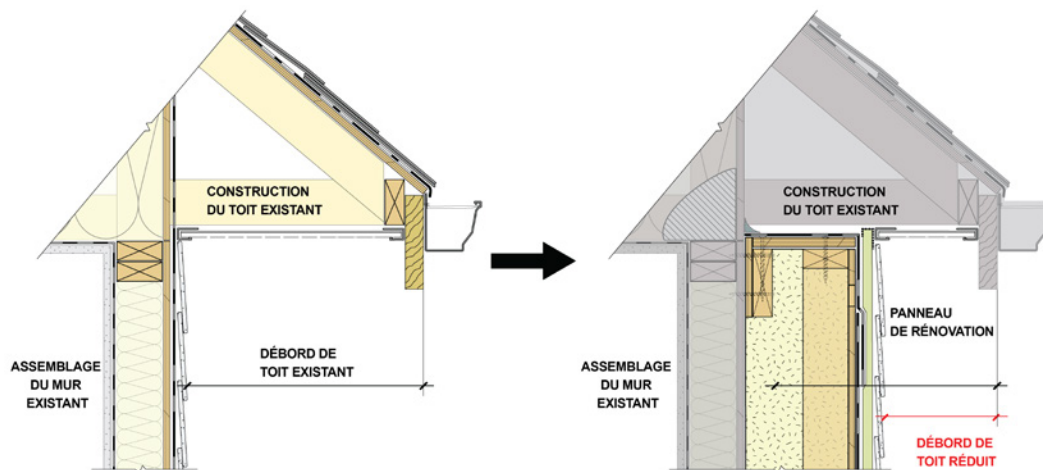 CONSTRUCTION
DU TOIT EXISTANT
ASSEMBLAGE
DU MUR
EXISTANT
DÉBORD DE
TOIT EXISTANT
CONSTRUCTION
DU TOIT EXISTANT
PANNEAU
DE RÉNOVATION
ASSEMBLAGE
DU MUR
EXISTANT
DÉBORD DE
TOIT RÉDUIT